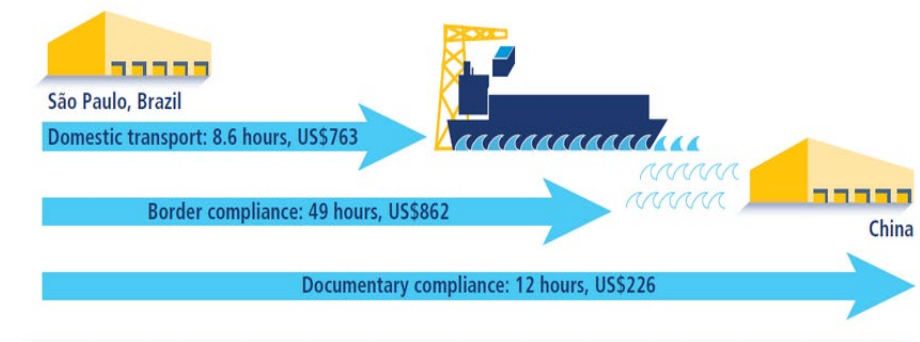 São Paulo, Brazil
Domestic transport: 8.6 hours, US$763
Border compliance: 49 hours, US$862
China
Documentary compliance: 12 hours, US$226